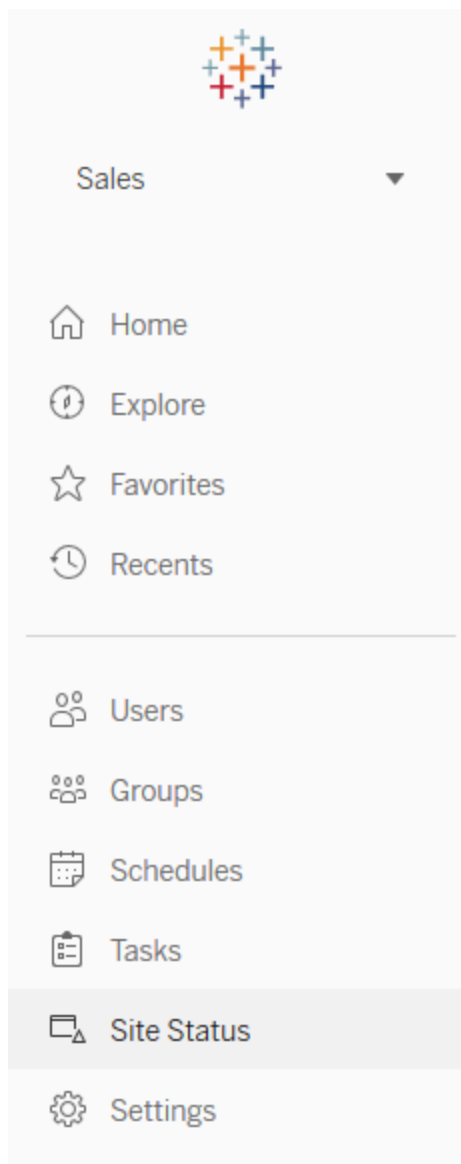 Sales
Home
Explore
Favorites
Recents
Users
Groups
Schedules
Tasks
Site Status
Settings